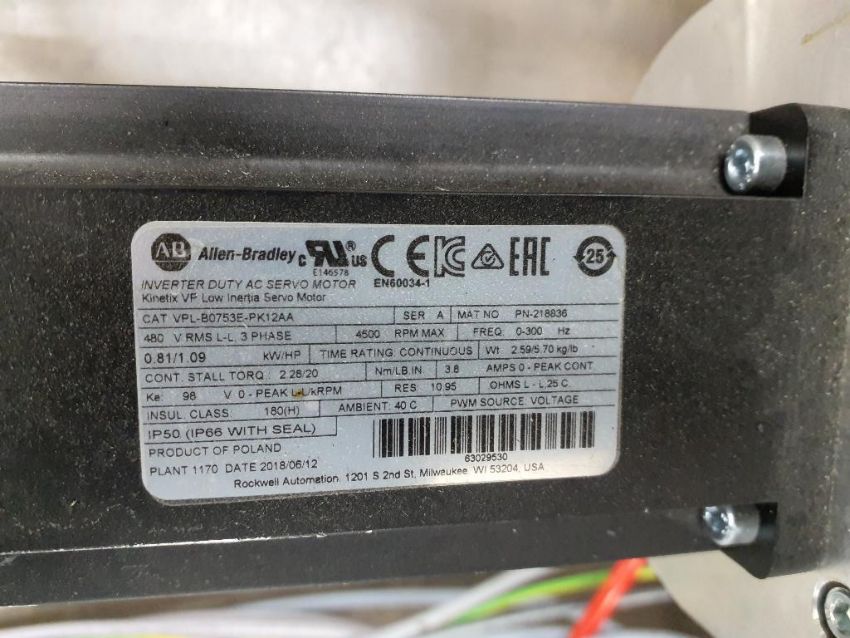 AB Allen-Bradley c RU ® US CE EAC 25
E146578
INVERTER DUTY AC SERVO MOTOR EN60034-1
Kinetix VP Low Inertia Servo Motor
CAT VPL-B0753E-PK12AA SER A MAT NO PN-218836
480 V RMS L-L, 3 PHASE 4500 RPM MAX FREQ 0-300 Hz
0.81/1.09 kW/HP TIME RATING: CONTINUOUS Wt 2.59/5.70 kg/lb
CONT. STALL TORQ : 2.28/20 Nm/LB.IN. 3.8 AMPS 0 - PEAK CONT.
Ke: 98 V 0 - PEAK L-L/kRPM RES: 10.95 OHMS L - L,25 C.
INSUL CLASS 180(H) AMBIENT: 40 C PWM SOURCE: VOLTAGE
IP50 (IP66 WITH SEAL)
PRODUCT OF POLAND
63029530
PLANT 1170 DATE 2018/06/12
Rockwell Automation. 1201 S 2nd St, Milwaukee, WI 53204, USA